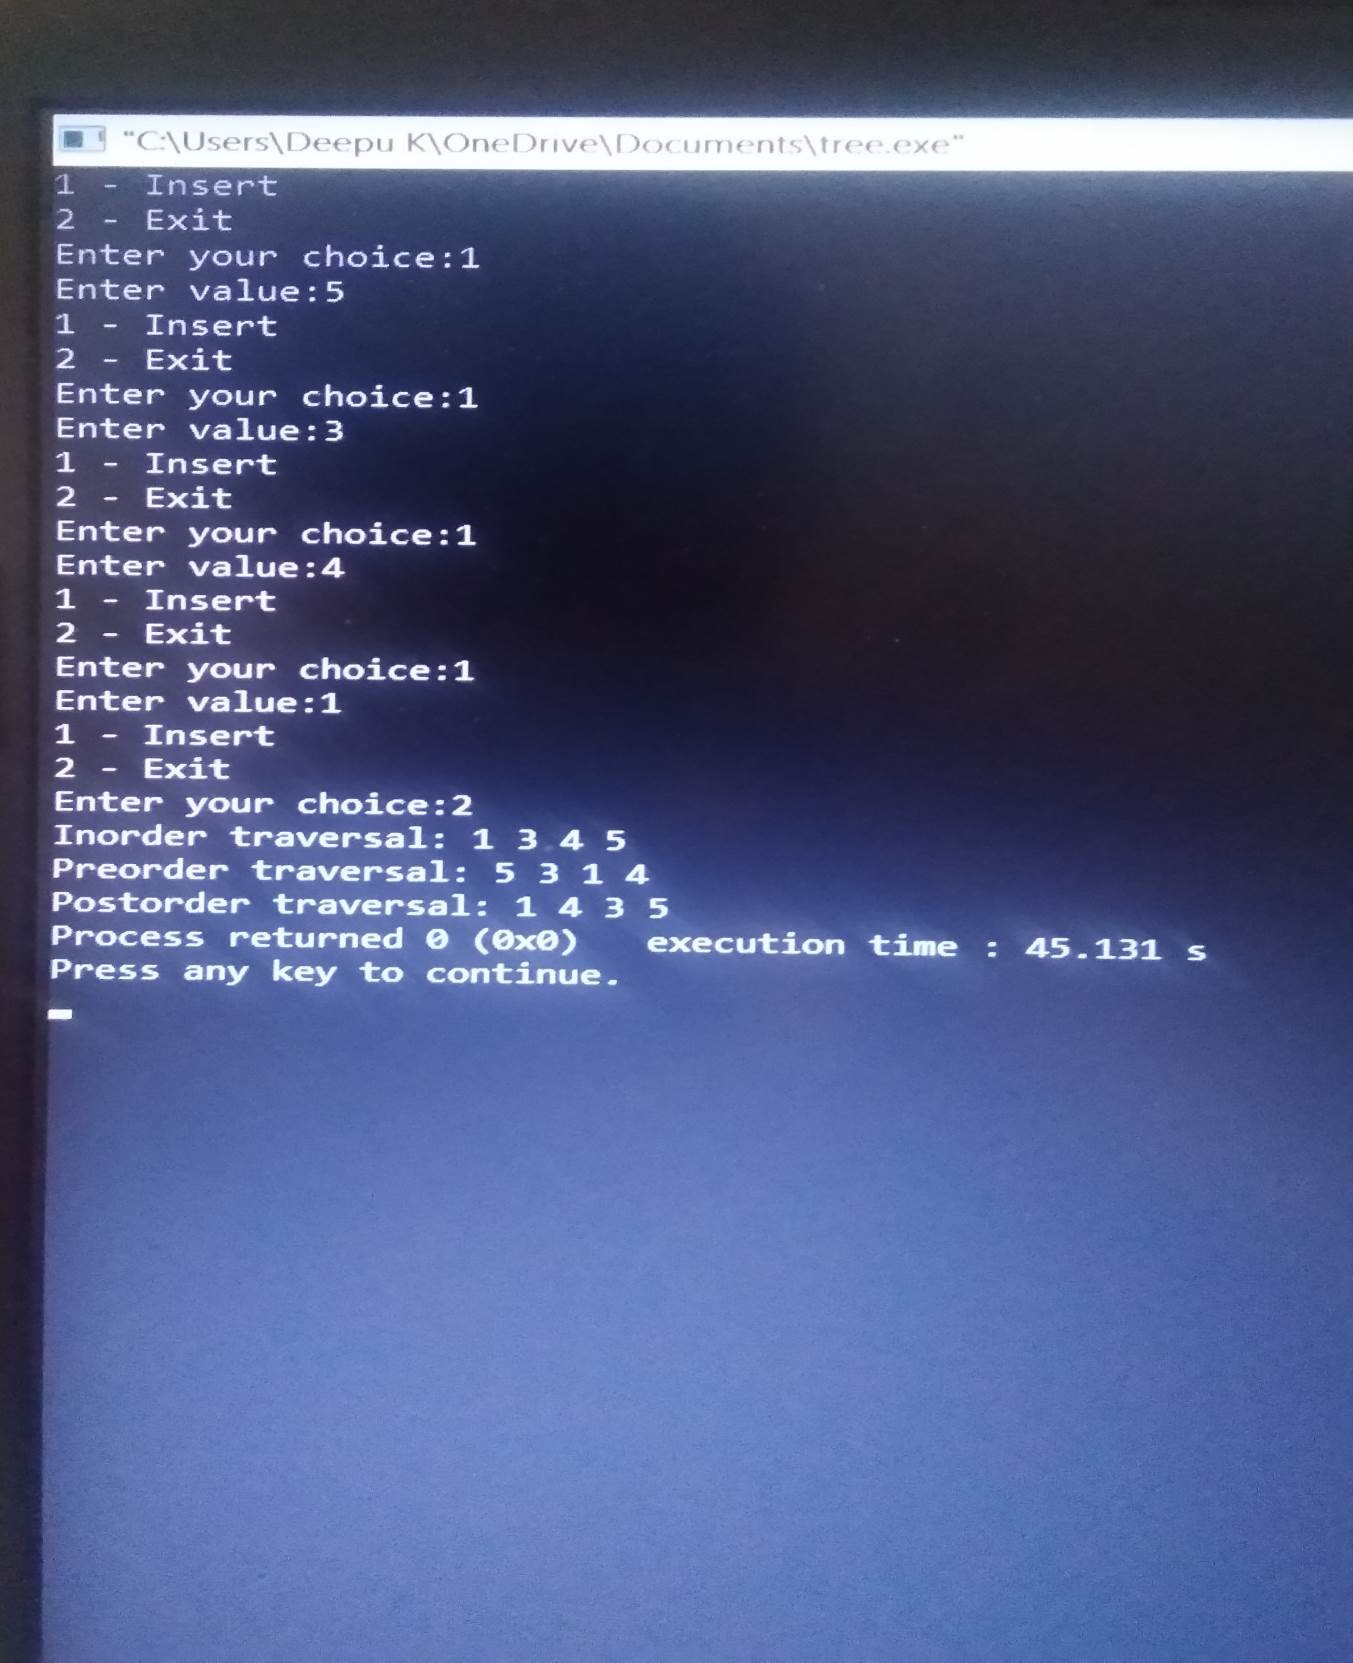 "C:\Users\Deepu K\OneDrive\Documents\tree.exe"
1 - Insert
2 - Exit
Enter your choice:1
Enter value:5
1 - Insert
2 - Exit
Enter your choice:1
Enter value:3
1 - Insert
2 - Exit
Enter your choice:1
Enter value:4
1 - Insert
2 - Exit
Enter your choice:1
Enter value:1
1 - Insert
2 - Exit
Enter your choice:2
Inorder traversal: 1 3 4 5
Preorder traversal: 5 3 1 4
Postorder traversal: 1 4 3 5
Process returned 0 (0x0)   execution time : 45.131 s
Press any key to continue.